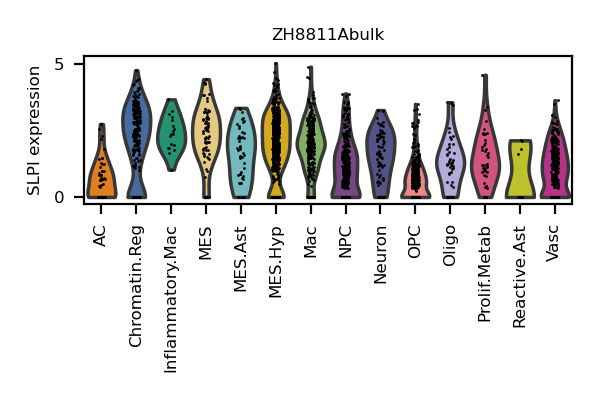 ZH8811Abulk
5
SLPI expression
0
AC
Chromatin.Reg
Inflammatory.Mac
MES
MES.Ast
MES.Hyp
Mac
NPC
Neuron
OPC
Oligo
Prolif.Metab
Reactive.Ast
Vasc